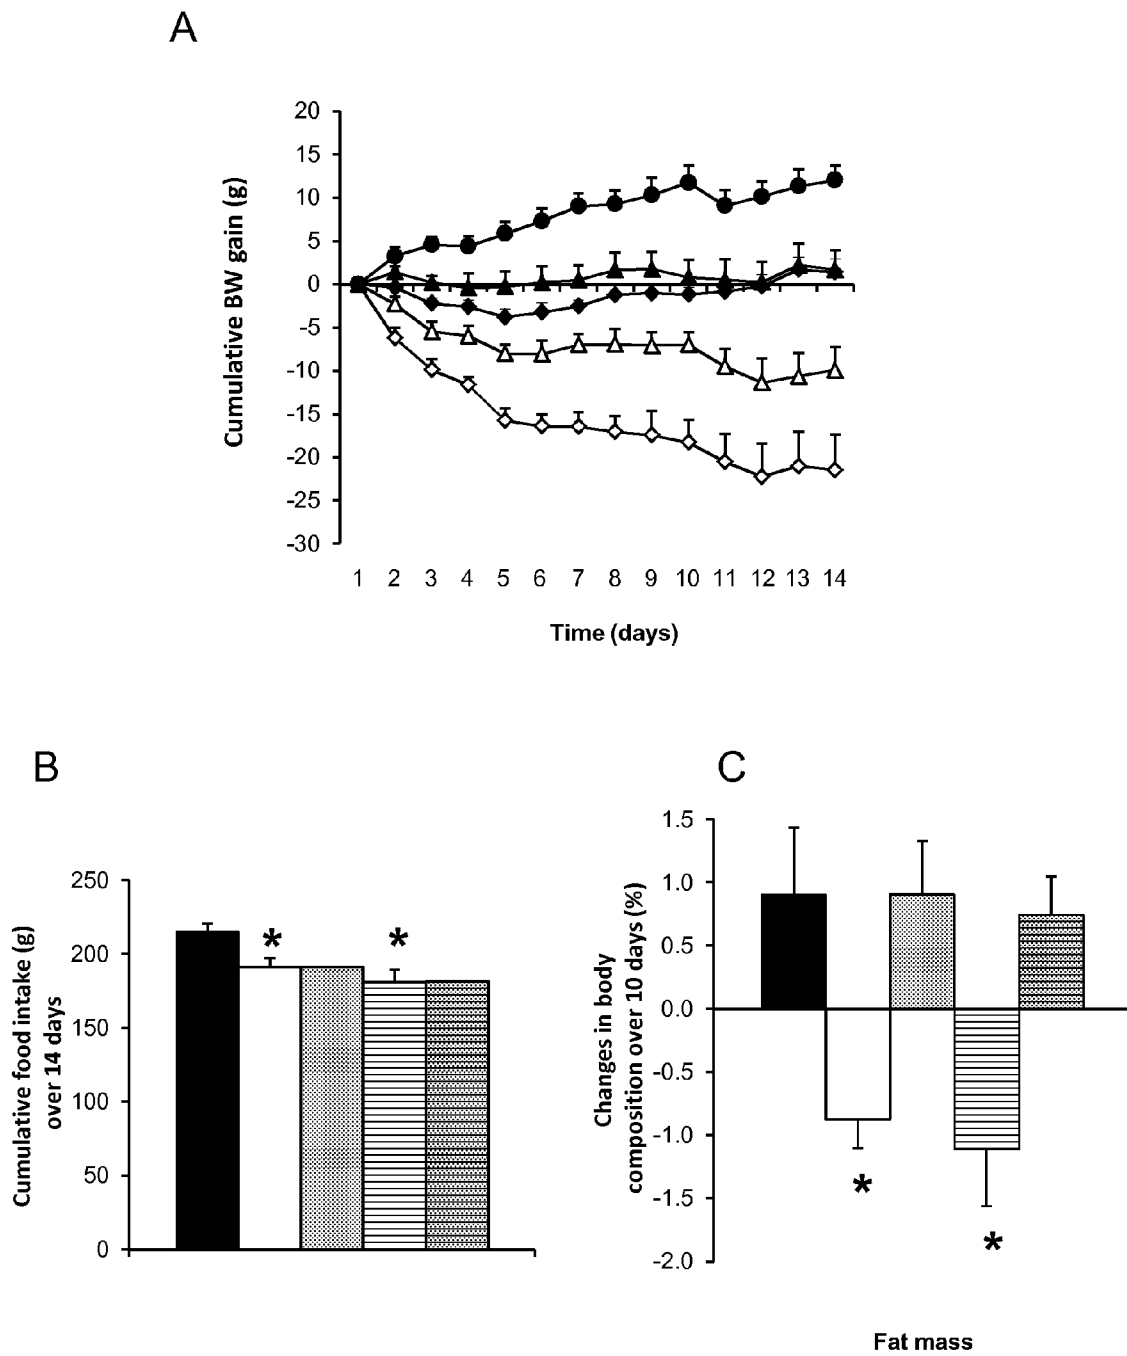 A
20
15
10
5
0
-5
-10
-15
-20
-25
-30
Cumulative BW gain (g)
1 2 3 4 5 6 7 8 9 10 11 12 13 14
Time (days)
B
250
200
150
100
50
0
Cumulative food intake (g)
over 14 days
* *
C
1.5
1.0
0.5
0.0
-0.5
-1.0
-1.5
-2.0
Changes in body
composition over 10 days (%)
*
*
Fat mass